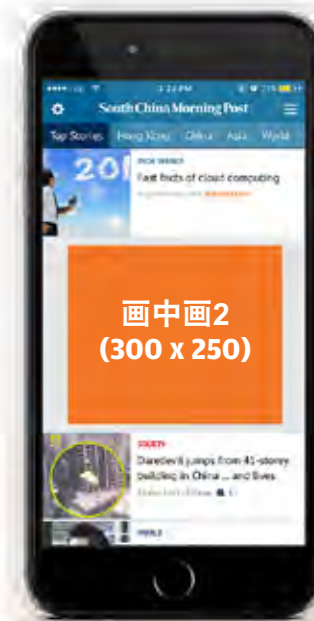 South China Morning Post
Top Stories Hong Kong China Asia World
Fast facts of cloud computing
画中画2
(300 x 250)
SOCIETY
Daredevil jumps from 41-storey
building in China ... and lives
WORLD